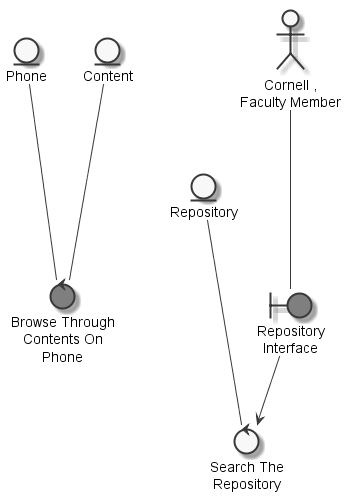 Phone
Content
Cornell ,
Faculty Member
Repository
Browse Through
Contents On
Phone
Repository
Interface
Search The
Repository